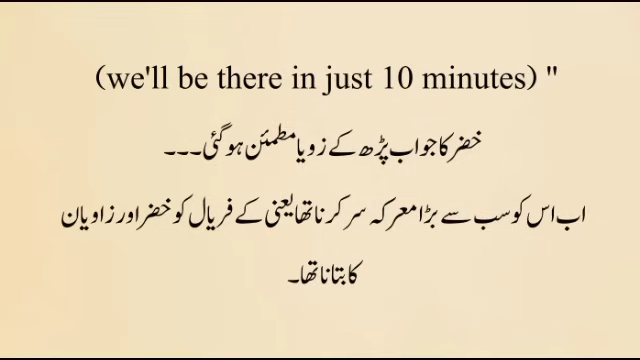 (we'll be there in just 10 minutes) "
خضر کا جواب پڑھ کے زویا مطمئن ہو گئی ۔۔۔
اب اس کو سب سے بڑا معرکہ سر کرنا تھا یعنی کے فریال کو خضر اور زاویان
کا بتانا تھا۔